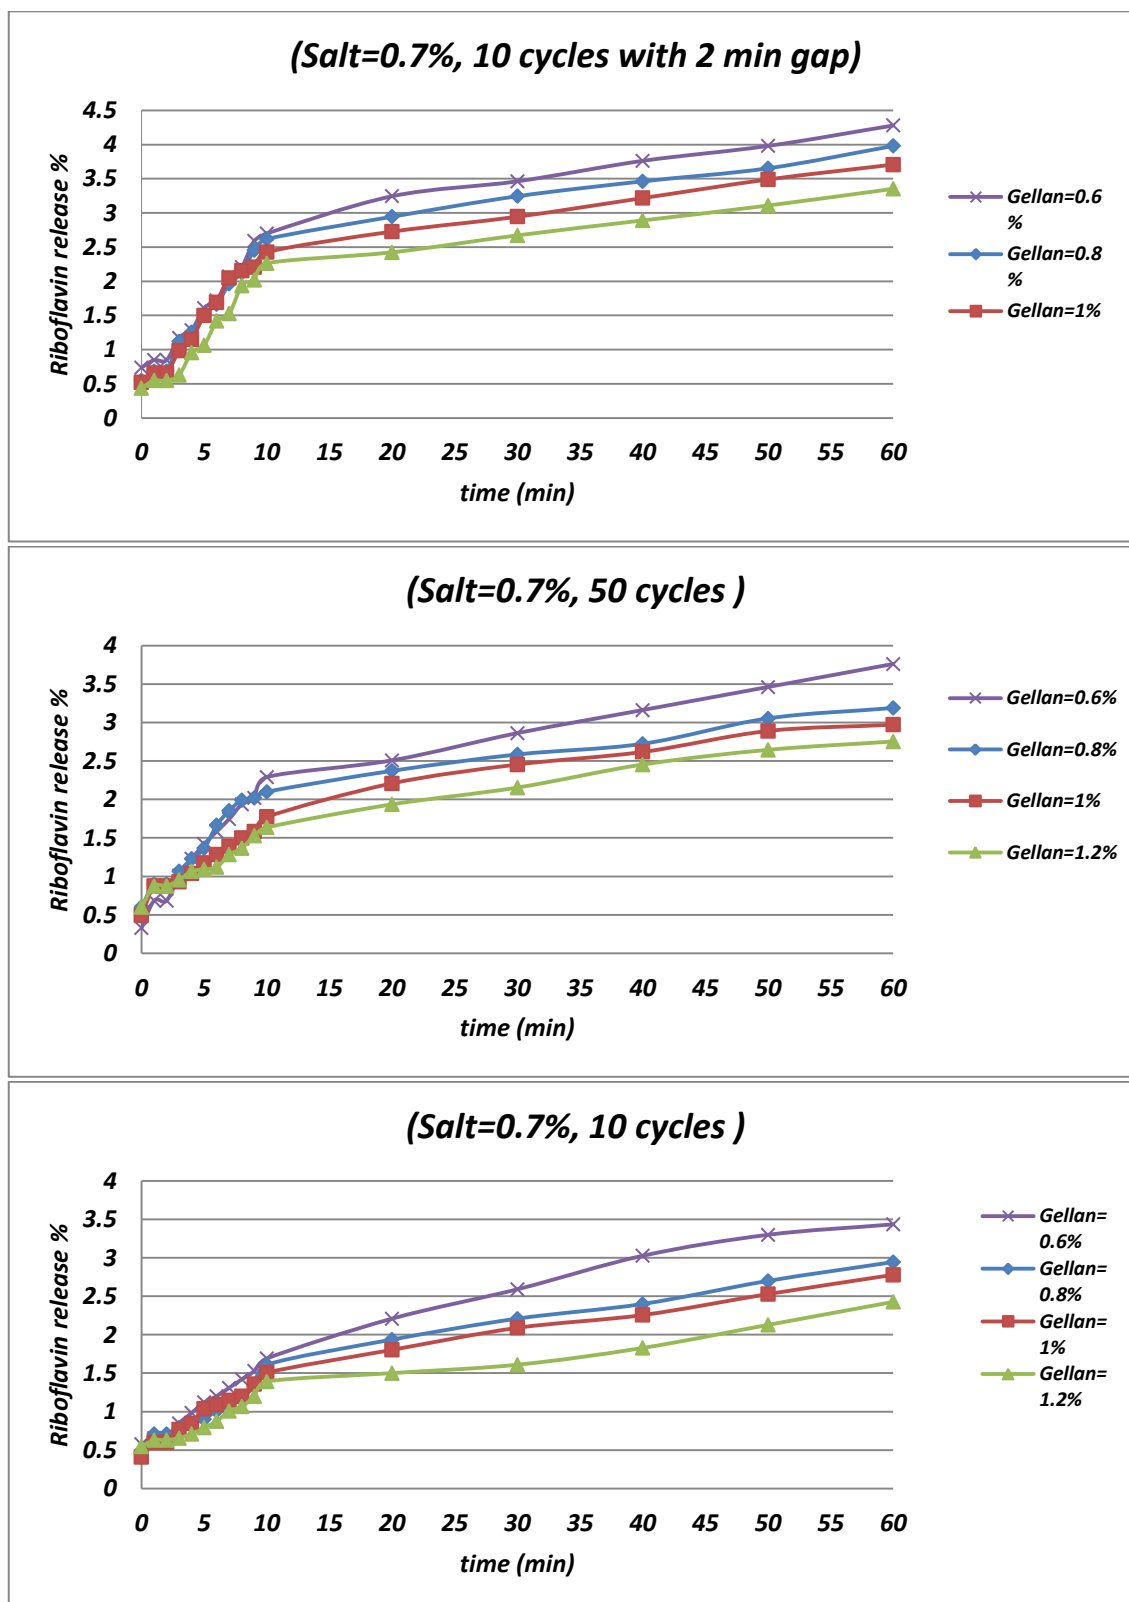 (Salt=0.7%, 10 cycles with 2 min gap)
Riboflavin release %
4.5
4
3.5
3
2.5
2
1.5
1
0.5
0
0 5 10 15 20 25 30 35 40 45 50 55 60
time (min)
Gellan=0.6
%
Gellan=0.8
%
Gellan=1%
(Salt=0.7%, 50 cycles )
Riboflavin release %
4
3.5
3
2.5
2
1.5
1
0.5
0
0 5 10 15 20 25 30 35 40 45 50 55 60
time (min)
Gellan=0.6%
Gellan=0.8%
Gellan=1%
Gellan=1.2%
(Salt=0.7%, 10 cycles )
Riboflavin release %
4
3.5
3
2.5
2
1.5
1
0.5
0
0 5 10 15 20 25 30 35 40 45 50 55 60
time (min)
Gellan=
0.6%
Gellan=
0.8%
Gellan=
1%
Gellan=
1.2%